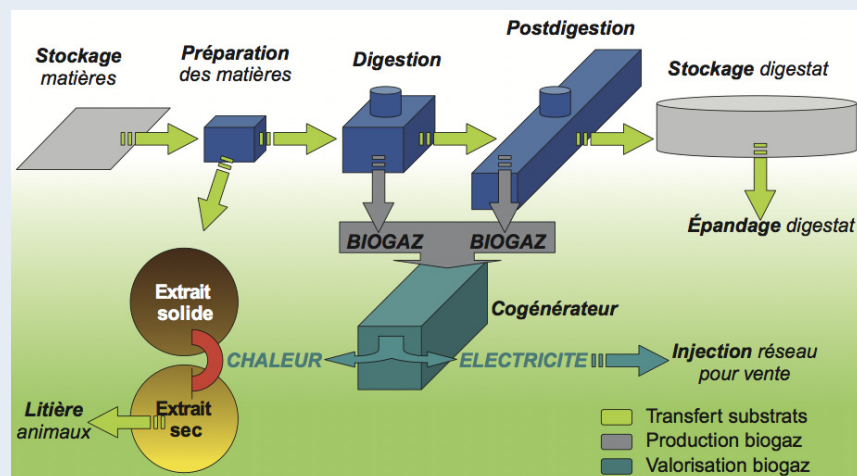 Stockage
matières
Préparation
des matières
Digestion
Postdigestion
Stockage digestat
BIOGAZ
BIOGAZ
Épandage digestat
Extrait
solide
Cogénérateur
CHALEUR
ELECTRICITE
Injection réseau
pour vente
Litière
animaux
Extrait
sec
Transfert substrats
Production biogaz
Valorisation biogaz